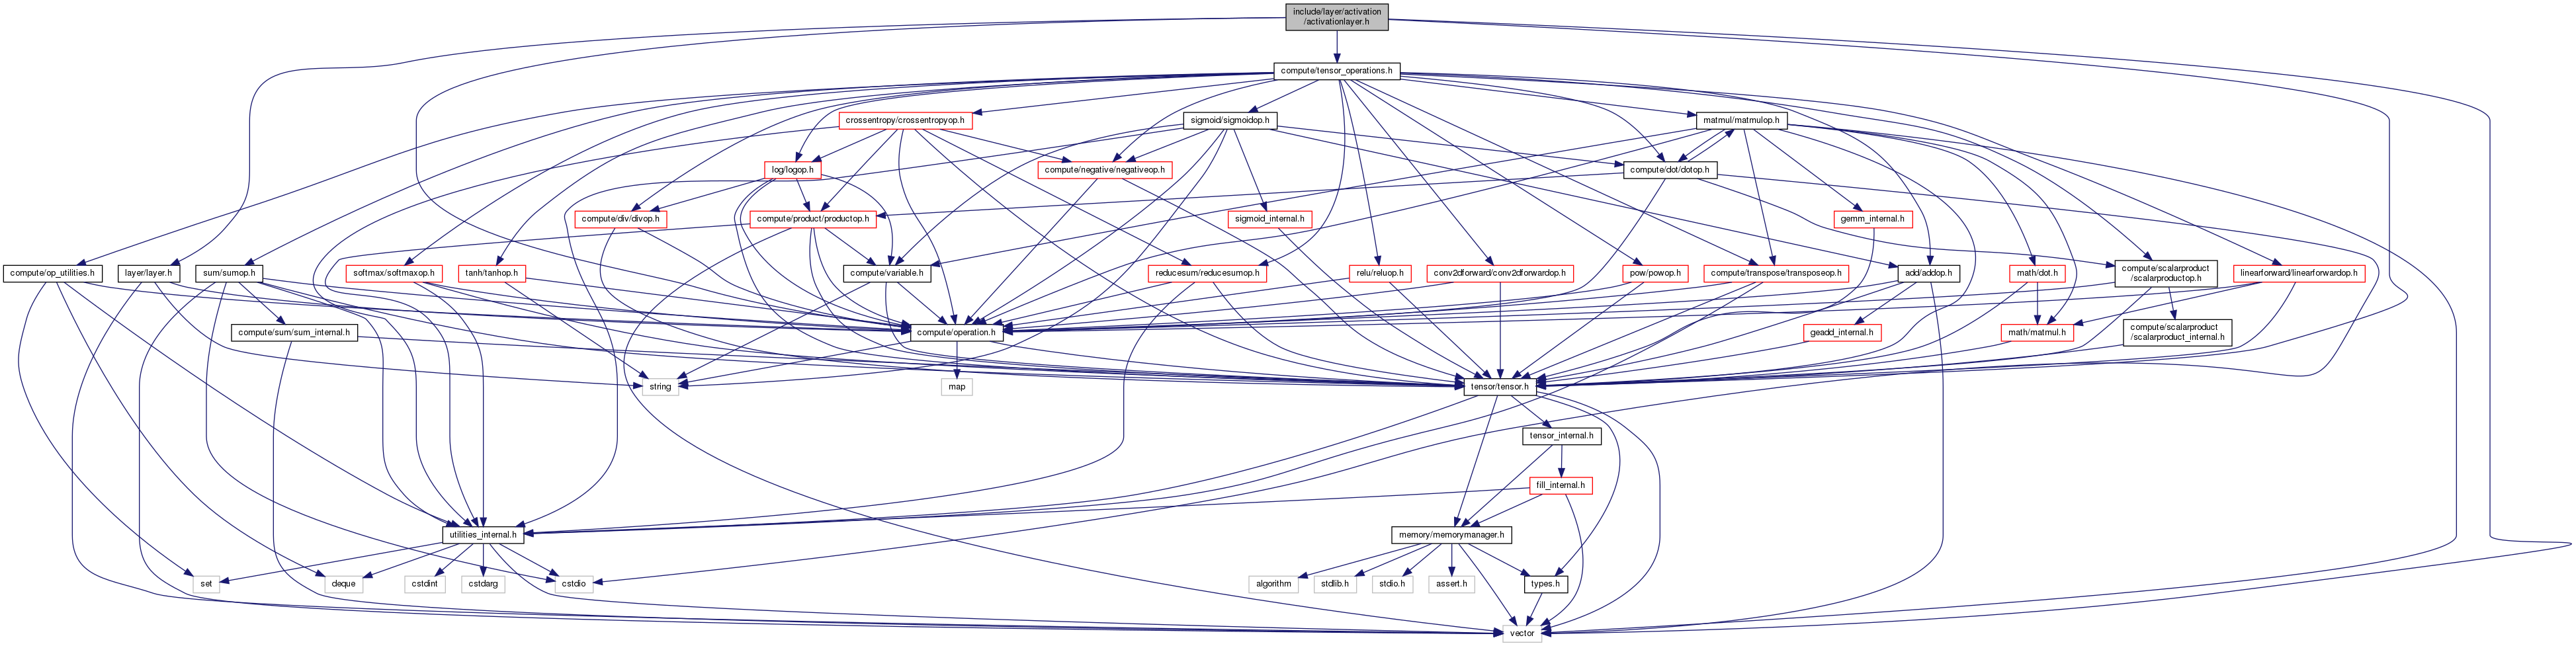 include/layer/activation
/activationlayer.h
compute/tensor_operations.h
crossentropy/crossentropyop.h
sigmoid/sigmoidop.h
matmul/matmulop.h
log/logop.h
compute/negative/negativeop.h
compute/dot/dotop.h
compute/div/divop.h
compute/product/productop.h
sigmoid_internal.h
gemm_internal.h
compute/op_utilities.h
layer/layer.h
sum/sumop.h
softmax/softmaxop.h
tanh/tanhop.h
compute/variable.h
reducesum/reducesumop.h
relu/reluop.h
conv2dforward/conv2dforwardop.h
pow/powop.h
compute/transpose/transposeop.h
add/addop.h
math/dot.h
compute/scalarproduct
/scalarproductop.h
linearforward/linearforwardop.h
compute/sum/sum_internal.h
compute/operation.h
geadd_internal.h
math/matmul.h
compute/scalarproduct
/scalarproduct_internal.h
string
map
tensor/tensor.h
tensor_internal.h
fill_internal.h
utilities_internal.h
memory/memorymanager.h
set
deque
cstdint
cstdarg
cstdio
algorithm
stdlib.h
stdio.h
assert.h
types.h
vector